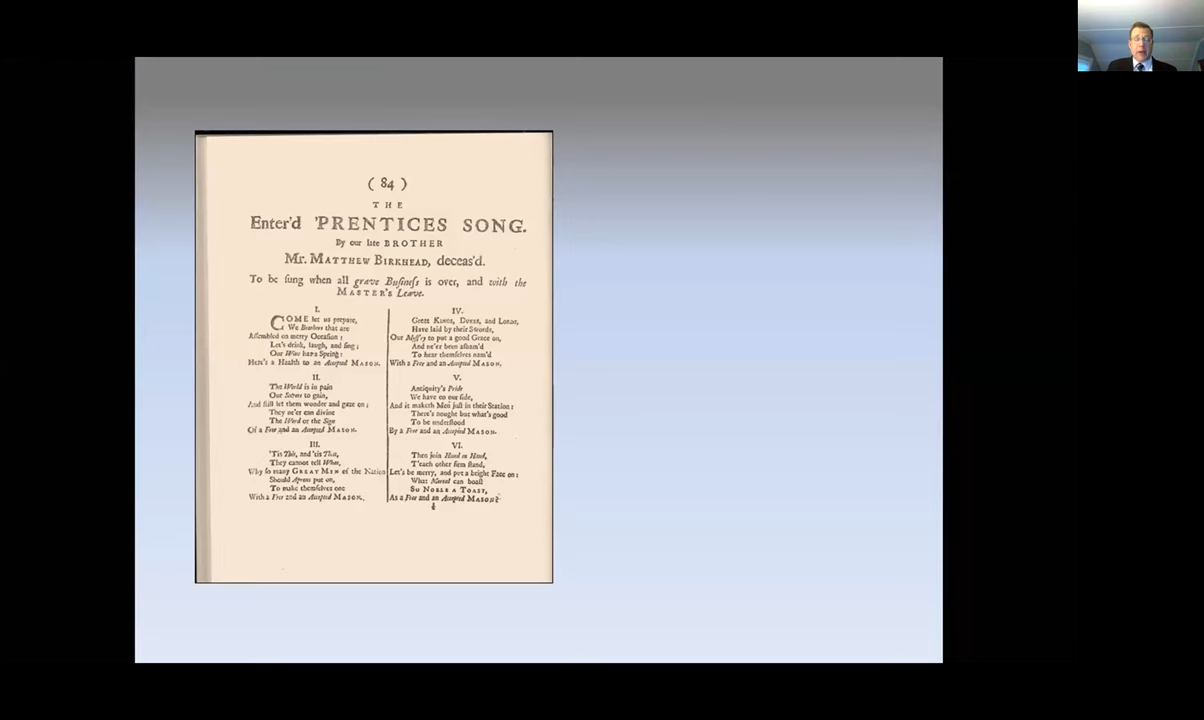 ( 84 )
THE
Enter'd 'PRENTICES SONG.
By our late BROTHER
Mr. MATTHEW BIRKHEAD, deceas'd.
To be ſung when all grave Buſineſs is over, and with the
MASTER'S Leave.
I.
COME let us prepare,
We Brothers that are
Aſſembled on merry Occaſion:
Let's drink, laugh, and ſing;
Our Wine has a Spring:
Here's a Health to an Accepted MASON.
II.
The World is in pain
Our Secrets to gain,
And ſtill let them wonder and gaze on;
They ne'er can divine
The Word or the Sign
Of a Free and an Accepted MASON.
III.
'Tis This, and 'tis That,
They cannot tell What,
Why ſo many GREAT MEN of the Nation
Should Aprons put on,
To make themſelves one
With a Free and an Accepted MASON.
IV.
Great KINGS, DUKES, and LORDS,
Have laid by their Swords,
Our Myſt'ry to put a good Grace on,
And ne'er been aſham'd
To hear themſelves nam'd
With a Free and an Accepted MASON.
V.
Antiquity's Pride
We have on our ſide,
And it maketh Men juſt in their Station:
There's nought but what's good
To be underſtood
By a Free and an Accepted MASON.
VI.
Then join Hand in Hand,
T'each other firm ſtand,
Let's be merry, and put a bright Face on:
What Mortal can boaſt
SO NOBLE A TOAST,
As a Free and an Accepted MASON?